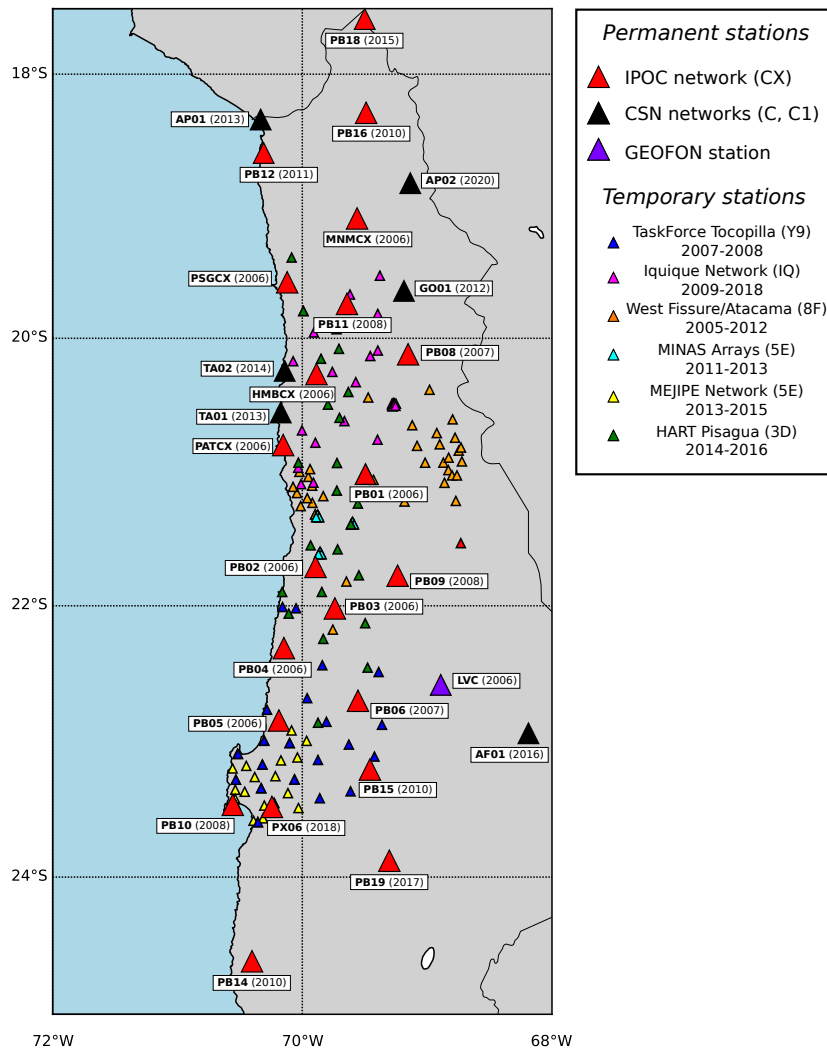 PB18 (2015)
18°S
AP01 (2013)
PB16 (2010)
PB12 (2011)
AP02 (2020)
MNMCX (2006)
PSGCX (2006)
GO01 (2012)
PB11 (2008)
20°S
PB08 (2007)
TA02 (2014)
HMBCX (2006)
TA01 (2013)
PATCX (2006)
PB01 (2006)
PB02 (2006)
PB09 (2008)
22°S
PB03 (2006)
PB04 (2006)
LVC (2006)
PB06 (2007)
PB05 (2006)
AF01 (2016)
PB15 (2010)
PB10 (2008)
PX06 (2018)
24°S
PB19 (2017)
PB14 (2010)
72°W
70°W
68°W
Permanent stations
IPOC network (CX)
CSN networks (C, C1)
GEOFON station
Temporary stations
TaskForce Tocopilla (Y9)
2007-2008
Iquique Network (IQ)
2009-2018
West Fissure/Atacama (8F)
2005-2012
MINAS Arrays (5E)
2011-2013
MEJIPE Network (5E)
2013-2015
HART Pisagua (3D)
2014-2016